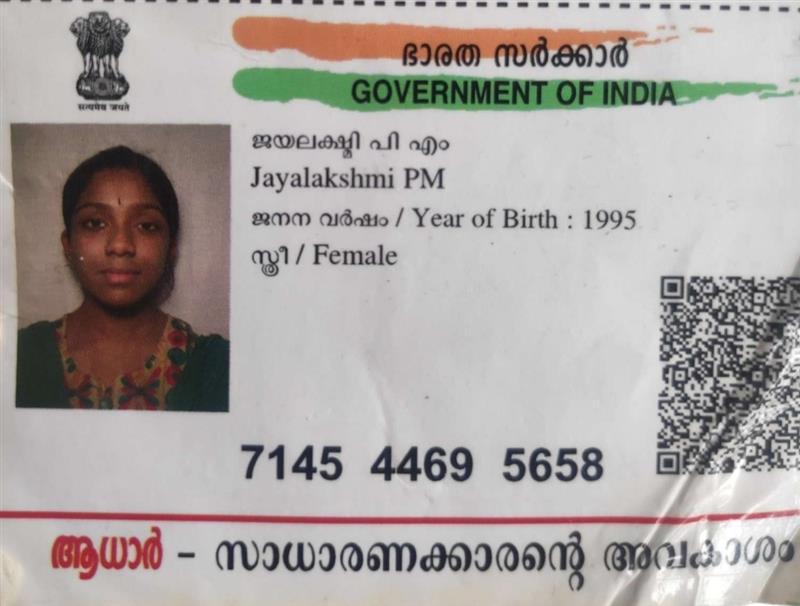 सत्यमेव जयते
ഭാരത സർക്കാർ
GOVERNMENT OF INDIA
ജയലക്ഷ്മി പി എം
Jayalakshmi PM
ജനന വർഷം / Year of Birth : 1995
സ്ത്രീ / Female
7145 4469 5658
ആധാർ - സാധാരണക്കാരന്റെ അവകാശം